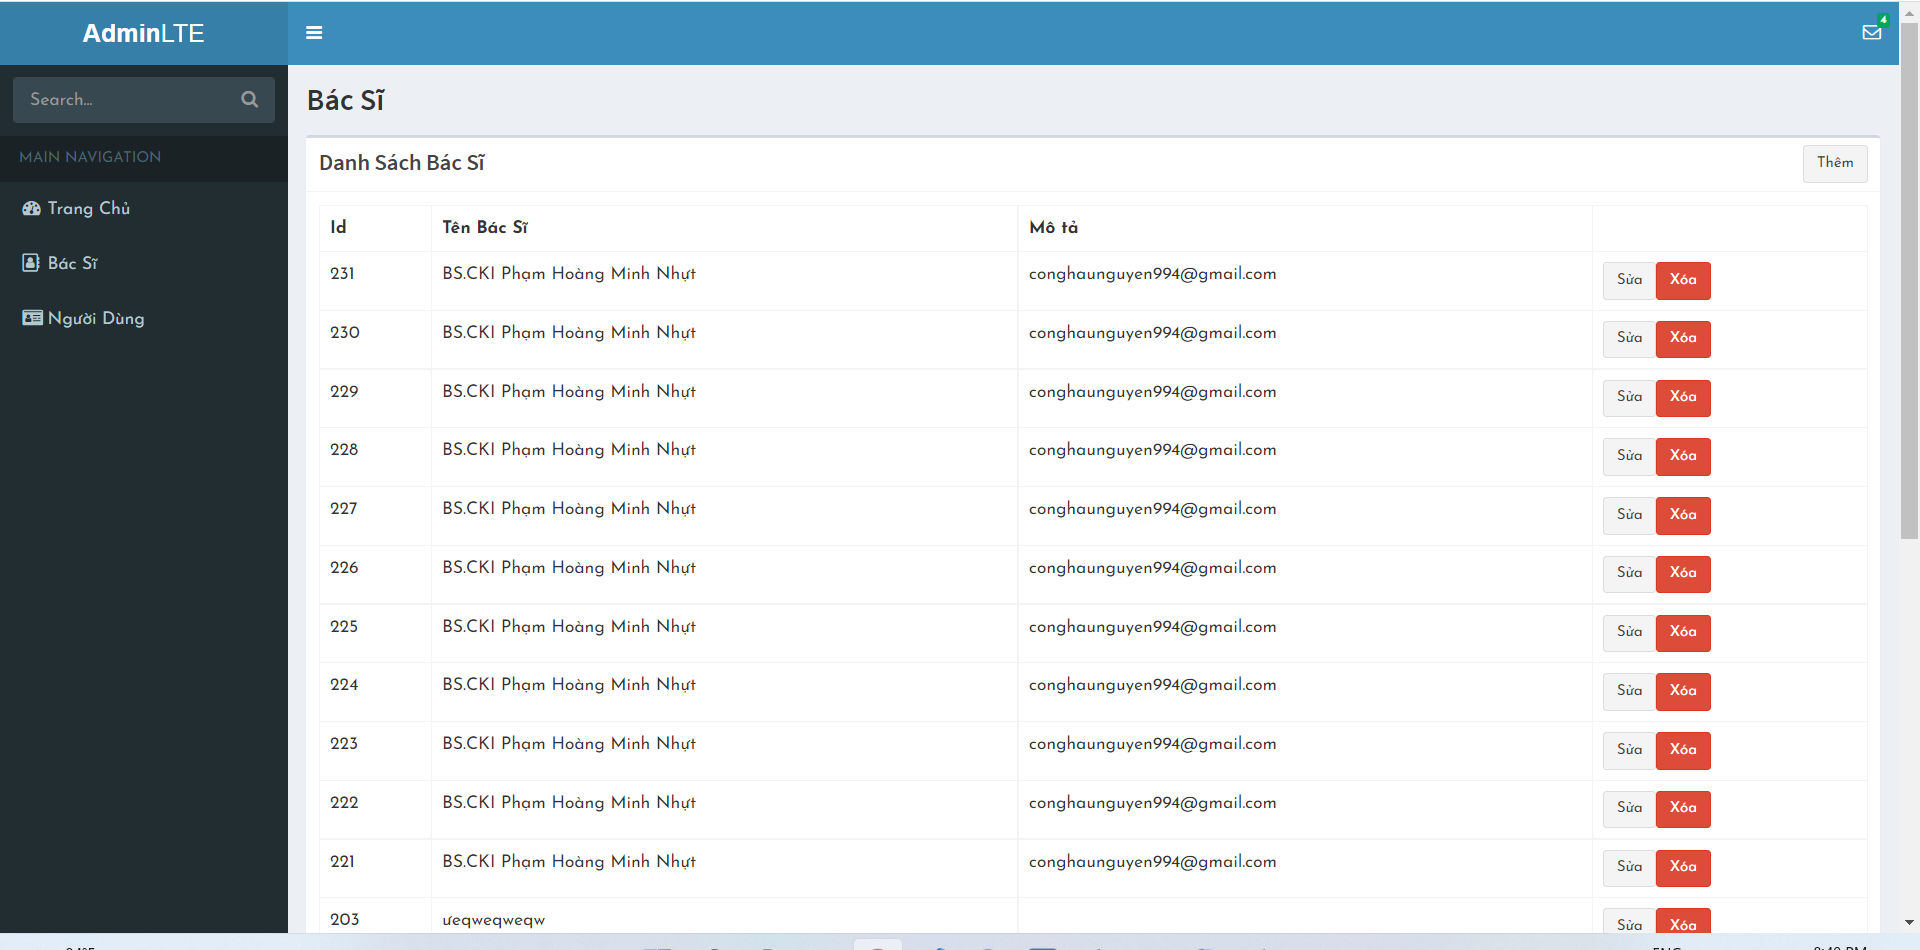 AdminLTE
4
Search...
MAIN NAVIGATION
Trang Chủ
Bác Sĩ
Người Dùng
Bác Sĩ
Danh Sách Bác Sĩ
Thêm
Id Tên Bác Sĩ Mô tả
231 BS.CKI Phạm Hoàng Minh Nhựt conghaunguyen994@gmail.com Sửa Xóa
230 BS.CKI Phạm Hoàng Minh Nhựt conghaunguyen994@gmail.com Sửa Xóa
229 BS.CKI Phạm Hoàng Minh Nhựt conghaunguyen994@gmail.com Sửa Xóa
228 BS.CKI Phạm Hoàng Minh Nhựt conghaunguyen994@gmail.com Sửa Xóa
227 BS.CKI Phạm Hoàng Minh Nhựt conghaunguyen994@gmail.com Sửa Xóa
226 BS.CKI Phạm Hoàng Minh Nhựt conghaunguyen994@gmail.com Sửa Xóa
225 BS.CKI Phạm Hoàng Minh Nhựt conghaunguyen994@gmail.com Sửa Xóa
224 BS.CKI Phạm Hoàng Minh Nhựt conghaunguyen994@gmail.com Sửa Xóa
223 BS.CKI Phạm Hoàng Minh Nhựt conghaunguyen994@gmail.com Sửa Xóa
222 BS.CKI Phạm Hoàng Minh Nhựt conghaunguyen994@gmail.com Sửa Xóa
221 BS.CKI Phạm Hoàng Minh Nhựt conghaunguyen994@gmail.com Sửa Xóa
203 ưeqweqweqw Sửa Xóa